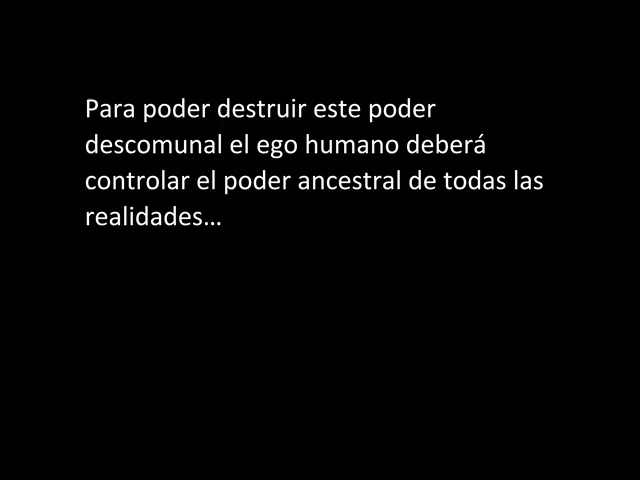 Para poder destruir este poder
descomunal el ego humano deberá
controlar el poder ancestral de todas las
realidades...